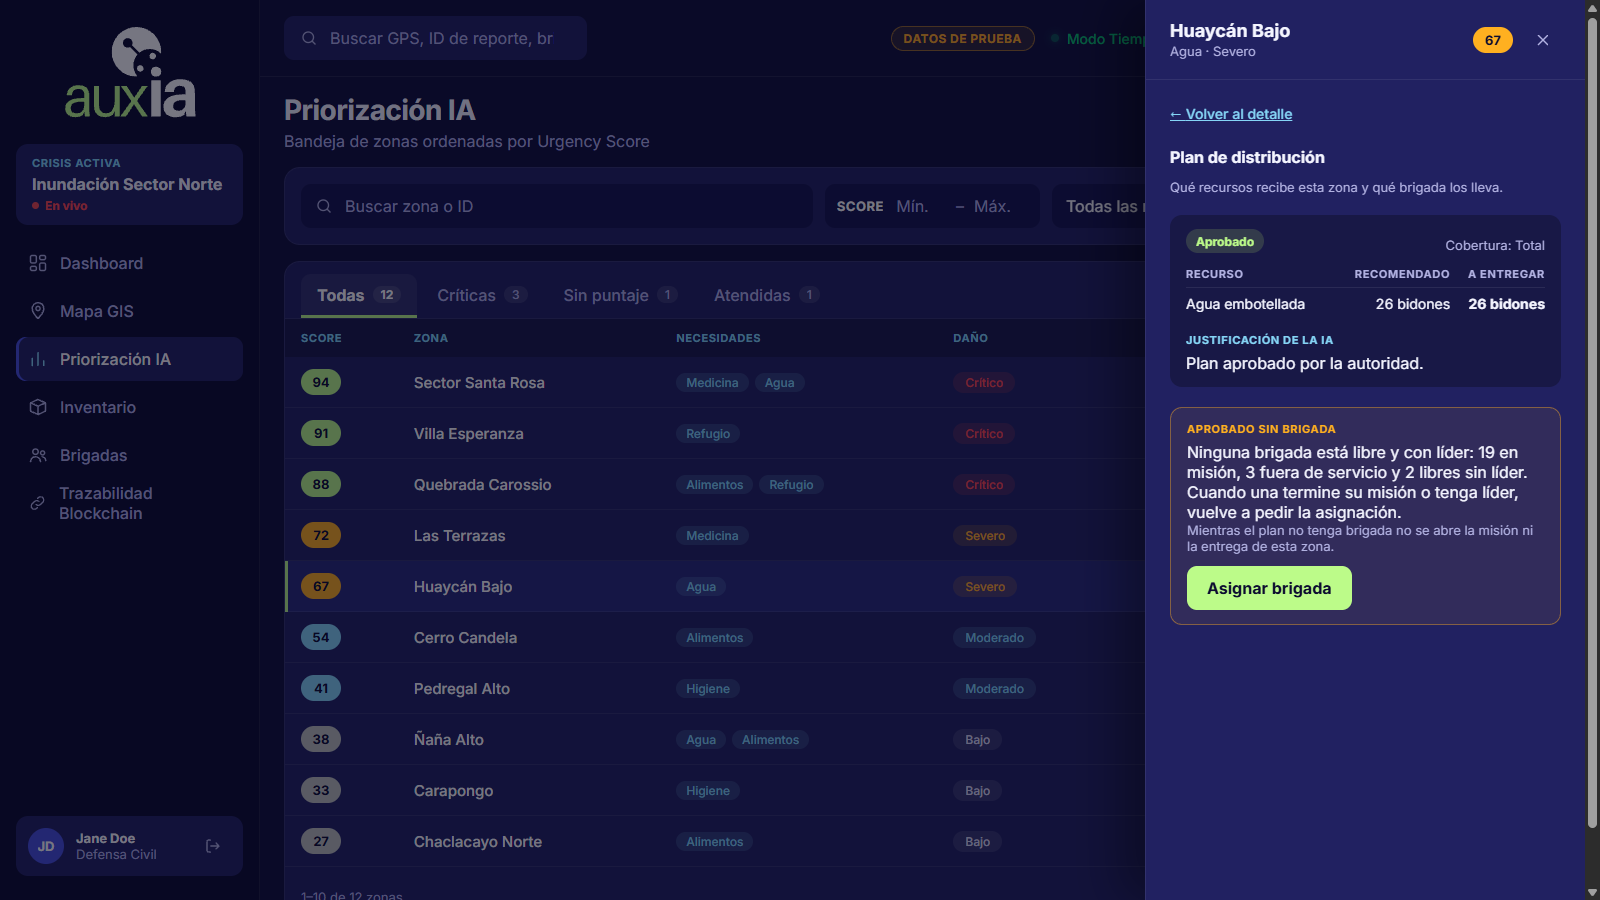 auxia
CRISIS ACTIVA
Inundación Sector Norte
En vivo
Dashboard
Mapa GIS
Priorización IA
Inventario
Brigadas
Trazabilidad
Blockchain
JD
Jane Doe
Defensa Civil
Buscar GPS, ID de reporte, br
DATOS DE PRUEBA
Modo Tiemp
Priorización IA
Bandeja de zonas ordenadas por Urgency Score
Buscar zona o ID
SCORE Mín. – Máx.
Todas las
Todas 12 Críticas 3 Sin puntaje 1 Atendidas 1
SCORE ZONA NECESIDADES DAÑO
94 Sector Santa Rosa Medicina Agua Crítico
91 Villa Esperanza Refugio Crítico
88 Quebrada Carossio Alimentos Refugio Crítico
72 Las Terrazas Medicina Severo
67 Huaycán Bajo Agua Severo
54 Cerro Candela Alimentos Moderado
41 Pedregal Alto Higiene Moderado
38 Ñaña Alto Agua Alimentos Bajo
33 Carapongo Higiene Bajo
27 Chaclacayo Norte Alimentos Bajo
1–10 de 12 zonas
Huaycán Bajo
Agua · Severo
67
← Volver al detalle
Plan de distribución
Qué recursos recibe esta zona y qué brigada los lleva.
Aprobado
Cobertura: Total
RECURSO RECOMENDADO A ENTREGAR
Agua embotellada 26 bidones 26 bidones
JUSTIFICACIÓN DE LA IA
Plan aprobado por la autoridad.
APROBADO SIN BRIGADA
Ninguna brigada está libre y con líder: 19 en
misión, 3 fuera de servicio y 2 libres sin líder.
Cuando una termine su misión o tenga líder,
vuelve a pedir la asignación.
Mientras el plan no tenga brigada no se abre la misión ni
la entrega de esta zona.
Asignar brigada